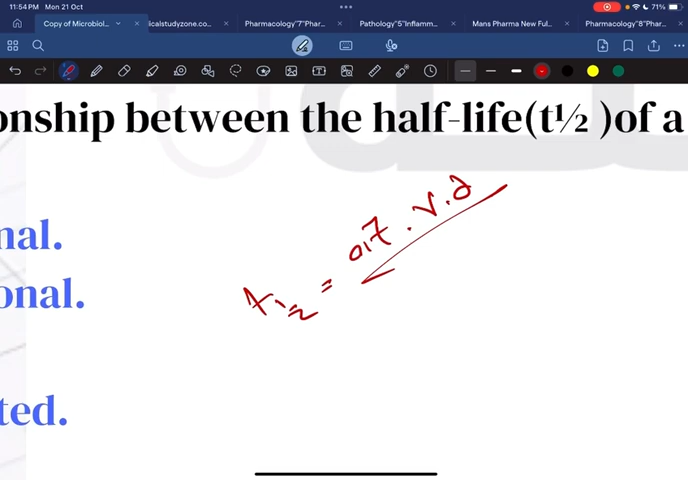 11:54 PM Mon 21 Oct 71%
Copy of Microbiol... icalstudyzone.co... Pharmacology"7"Phar... Pathology"5"Inflamm... Mans Pharma New Ful... Pharmacology"8"Phar...
onship between the half-life(t½ )of a
0,7 . V.d
nal.
t½ =
onal.
ted.